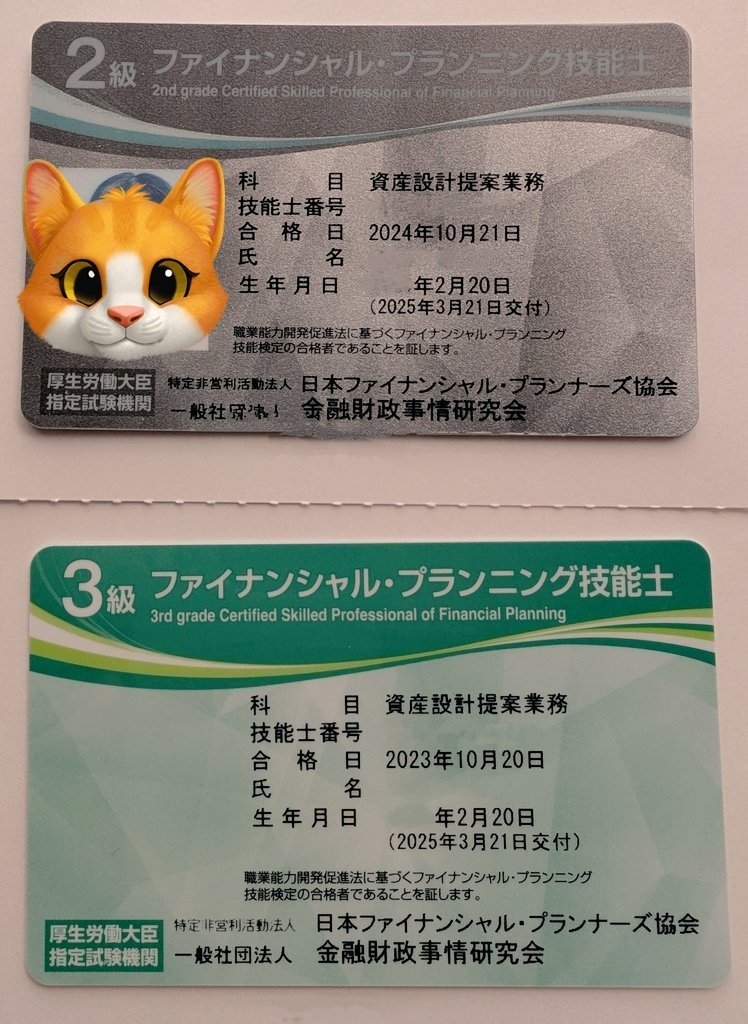 2級 ファイナンシャル・プランニング技能士
2nd grade Certified Skilled Professional of Financial Planning
科目 資産設計提案業務
技能士番号
合格日 2024年10月21日
氏名
生年月日 年2月20日
(2025年3月21日交付)
職業能力開発促進法に基づくファイナンシャル・プランニング
技能検定の合格者であることを証します。
厚生労働大臣
指定試験機関
特定非営利活動法人 日本ファイナンシャル・プランナーズ協会
一般社団 金融財政事情研究会
3級 ファイナンシャル・プランニング技能士
3rd grade Certified Skilled Professional of Financial Planning
科目 資産設計提案業務
技能士番号
合格日 2023年10月20日
氏名
生年月日 年2月20日
(2025年3月21日交付)
職業能力開発促進法に基づくファイナンシャル・プランニング
技能検定の合格者であることを証します。
厚生労働大臣
指定試験機関
特定非営利活動法人 日本ファイナンシャル・プランナーズ協会
一般社団法人 金融財政事情研究会